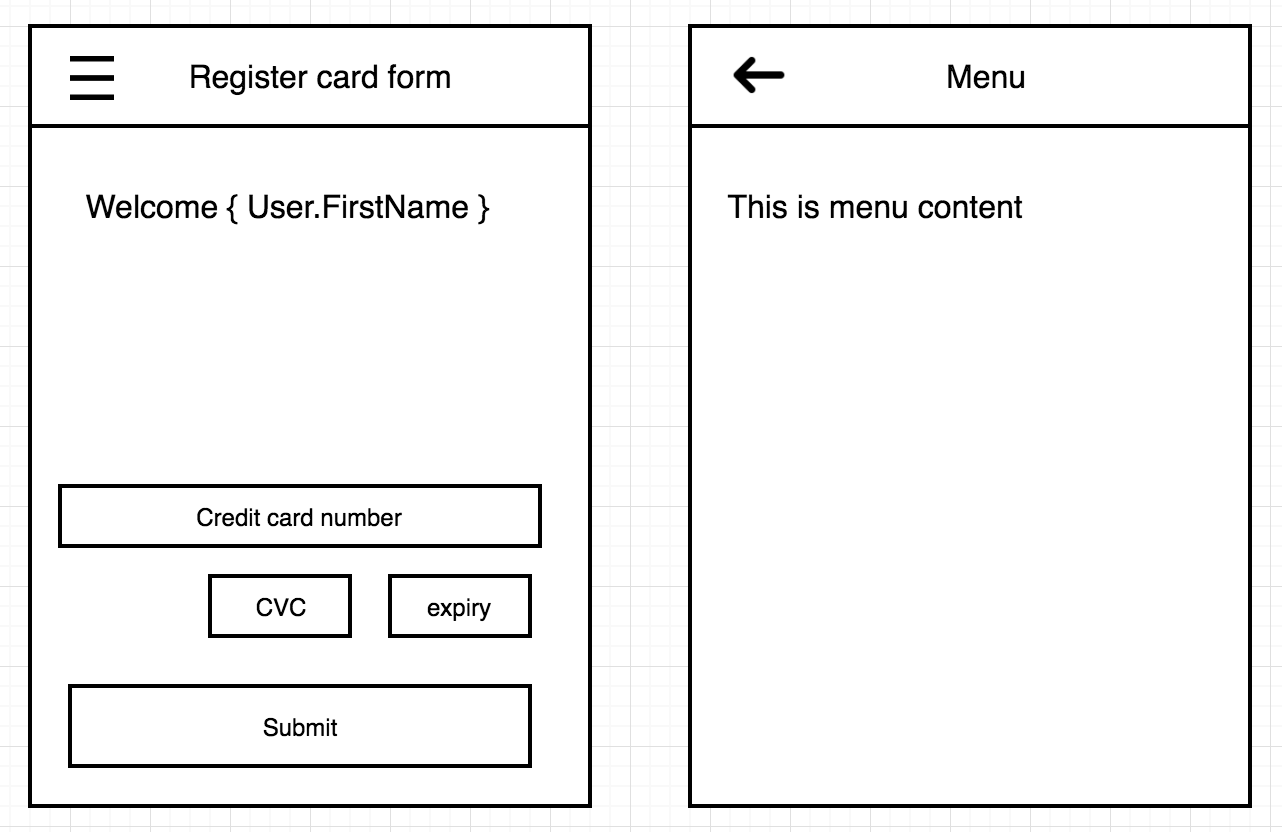 Register card form
Welcome { User.FirstName }
Credit card number
CVC
expiry
Submit
Menu
This is menu content